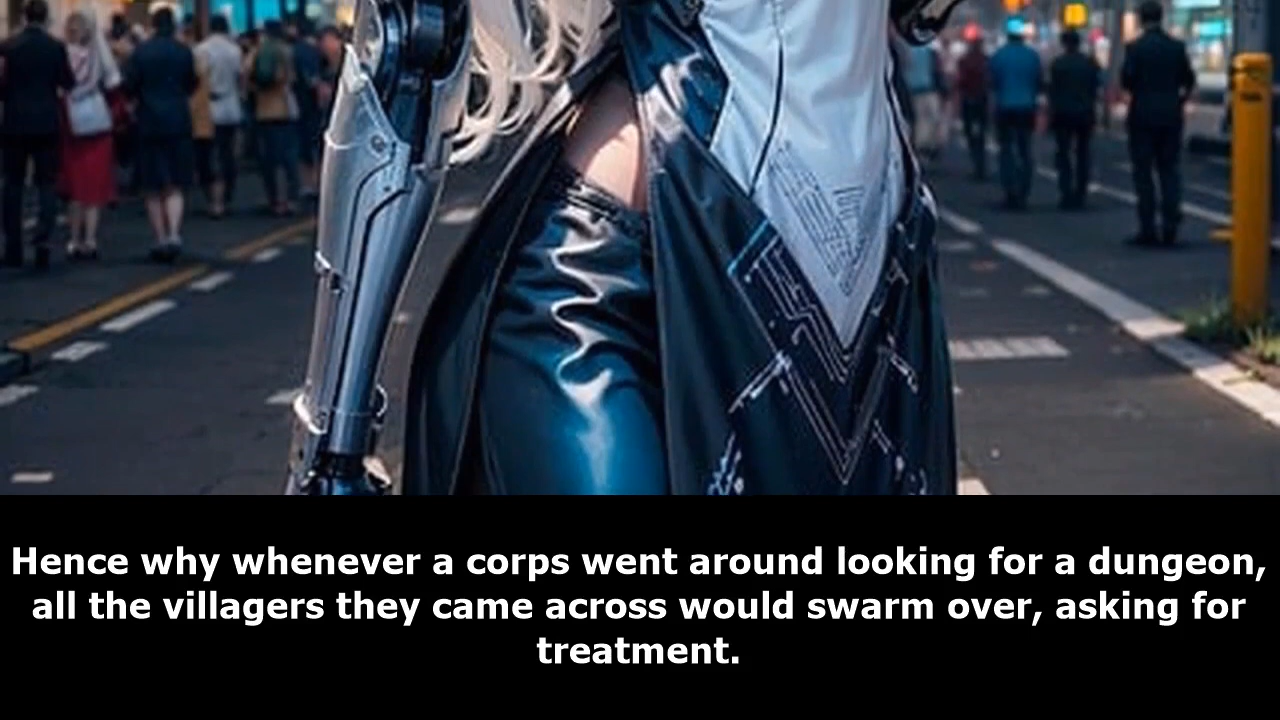 Hence why whenever a corps went around looking for a dungeon,
all the villagers they came across would swarm over, asking for
treatment.